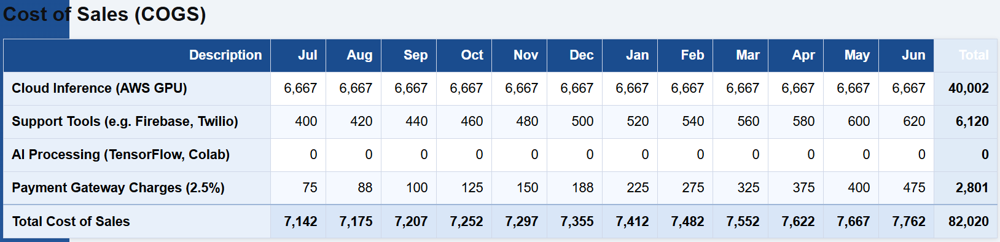 Cost of Sales (COGS)
Description Jul Aug Sep Oct Nov Dec Jan Feb Mar Apr May Jun Total
Cloud Inference (AWS GPU) 6,667 6,667 6,667 6,667 6,667 6,667 6,667 6,667 6,667 6,667 6,667 6,667 40,002
Support Tools (e.g. Firebase, Twilio) 400 420 440 460 480 500 520 540 560 580 600 620 6,120
AI Processing (TensorFlow, Colab) 0 0 0 0 0 0 0 0 0 0 0 0 0
Payment Gateway Charges (2.5%) 75 88 100 125 150 188 225 275 325 375 400 475 2,801
Total Cost of Sales 7,142 7,175 7,207 7,252 7,297 7,355 7,412 7,482 7,552 7,622 7,667 7,762 82,020